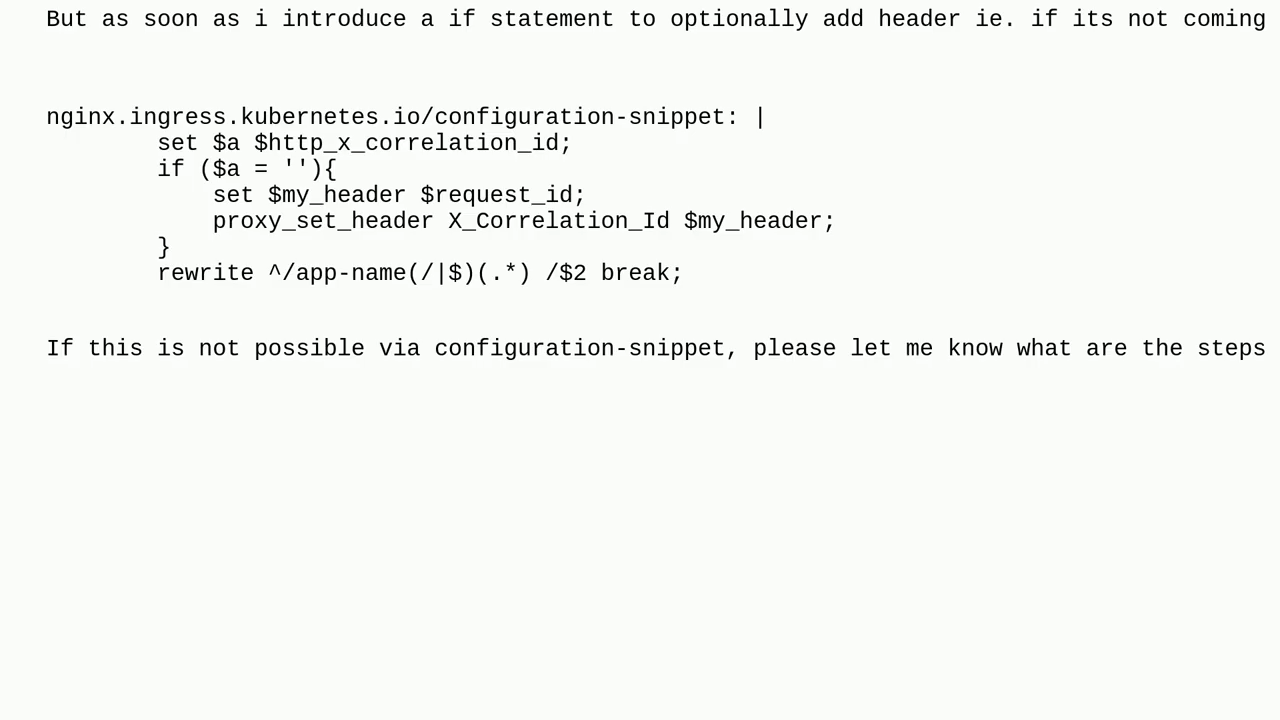 But as soon as i introduce a if statement to optionally add header ie. if its not coming
nginx.ingress.kubernetes.io/configuration-snippet: |
set $a $http_x_correlation_id;
if ($a = ''){
set $my_header $request_id;
proxy_set_header X_Correlation_Id $my_header;
}
rewrite ^/app-name(/|$)(.*) /$2 break;
If this is not possible via configuration-snippet, please let me know what are the steps